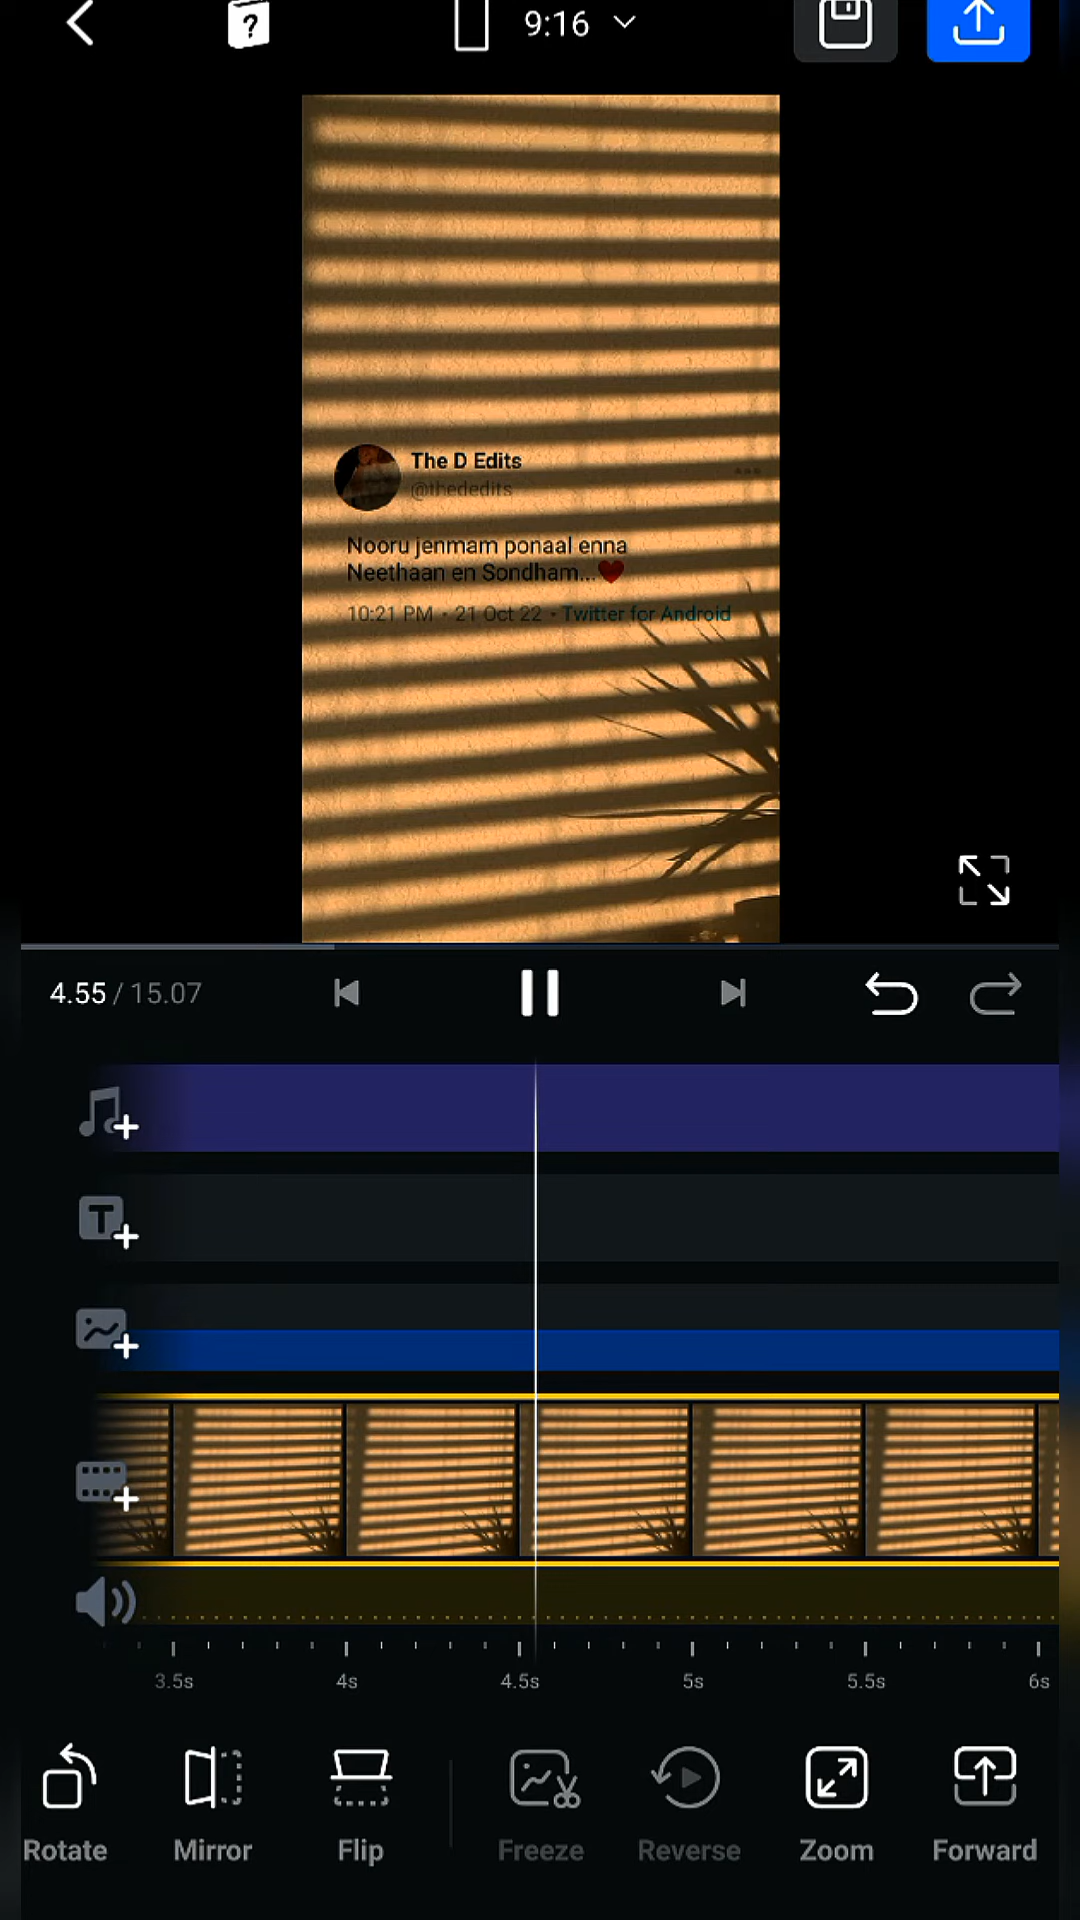 9:16
The D Edits
@thededits
Nooru jenmam ponaal enna
Neethaan en Sondham...❤️
10:21 PM · 21 Oct 22 · Twitter for Android
4.55 / 15.07
T
3.5s 4s 4.5s 5s 5.5s 6s
Rotate Mirror Flip Freeze Reverse Zoom Forward